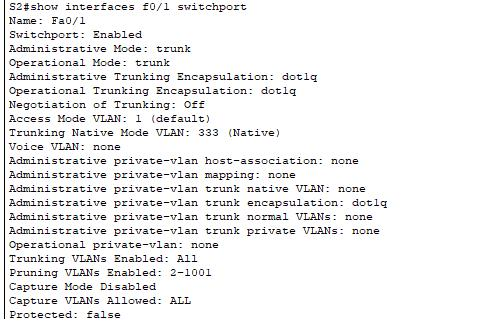 S2#show interfaces f0/1 switchport
Name: Fa0/1
Switchport: Enabled
Administrative Mode: trunk
Operational Mode: trunk
Administrative Trunking Encapsulation: dot1q
Operational Trunking Encapsulation: dot1q
Negotiation of Trunking: Off
Access Mode VLAN: 1 (default)
Trunking Native Mode VLAN: 333 (Native)
Voice VLAN: none
Administrative private-vlan host-association: none
Administrative private-vlan mapping: none
Administrative private-vlan trunk native VLAN: none
Administrative private-vlan trunk encapsulation: dot1q
Administrative private-vlan trunk normal VLANs: none
Administrative private-vlan trunk private VLANs: none
Operational private-vlan: none
Trunking VLANs Enabled: All
Pruning VLANs Enabled: 2-1001
Capture Mode Disabled
Capture VLANs Allowed: ALL
Protected: false